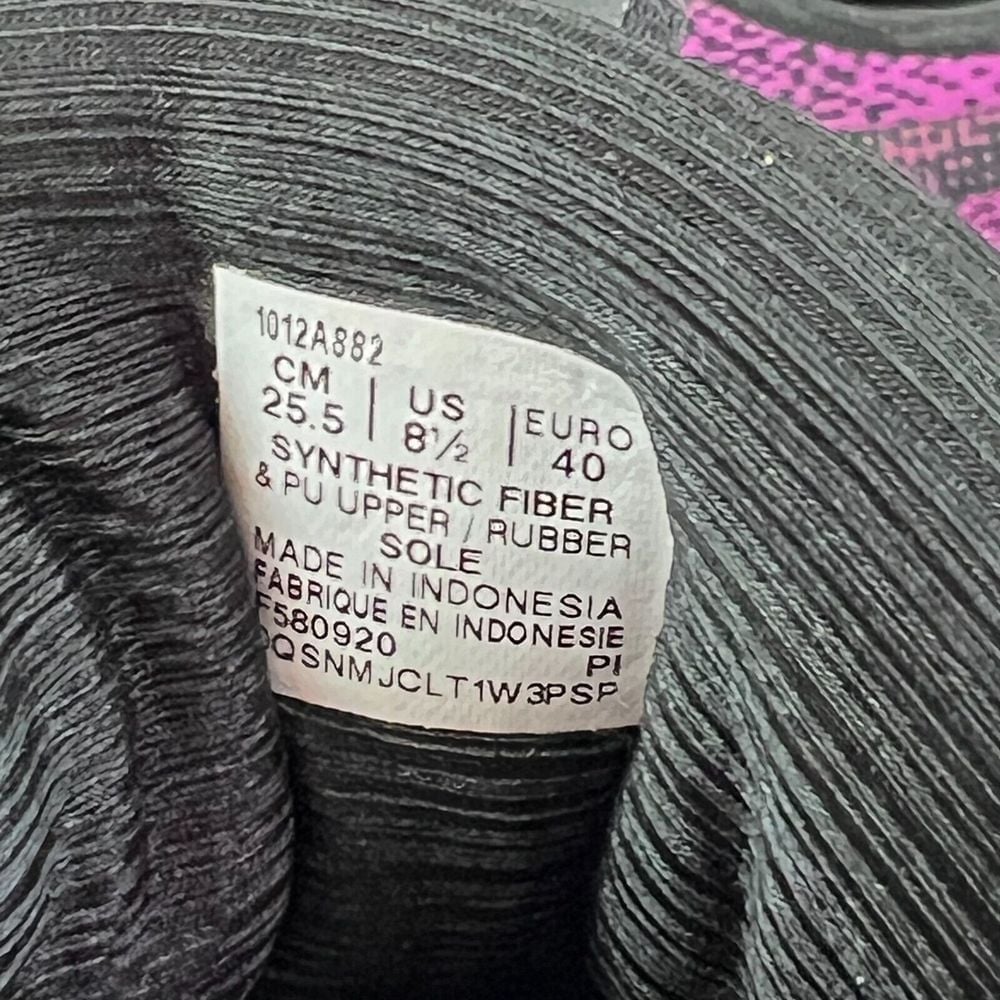 1012A882
CM | US | EURO
25.5 | 8½ | 40
SYNTHETIC FIBER
& PU UPPER / RUBBER
SOLE
MADE IN INDONESIA
FABRIQUE EN INDONESIE
F580920 PI
QSNMJCLT1W3PSP